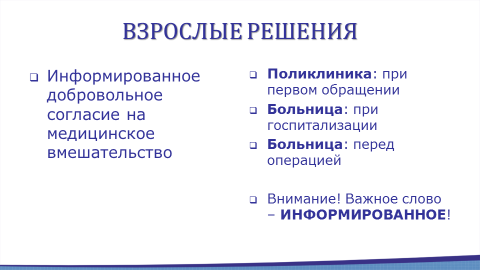 ВЗРОСЛЫЕ РЕШЕНИЯ
Информированное
добровольное
согласие на
медицинское
вмешательство
Поликлиника: при
первом обращении
Больница: при
госпитализации
Больница: перед
операцией
Внимание! Важное слово
– ИНФОРМИРОВАННОЕ!